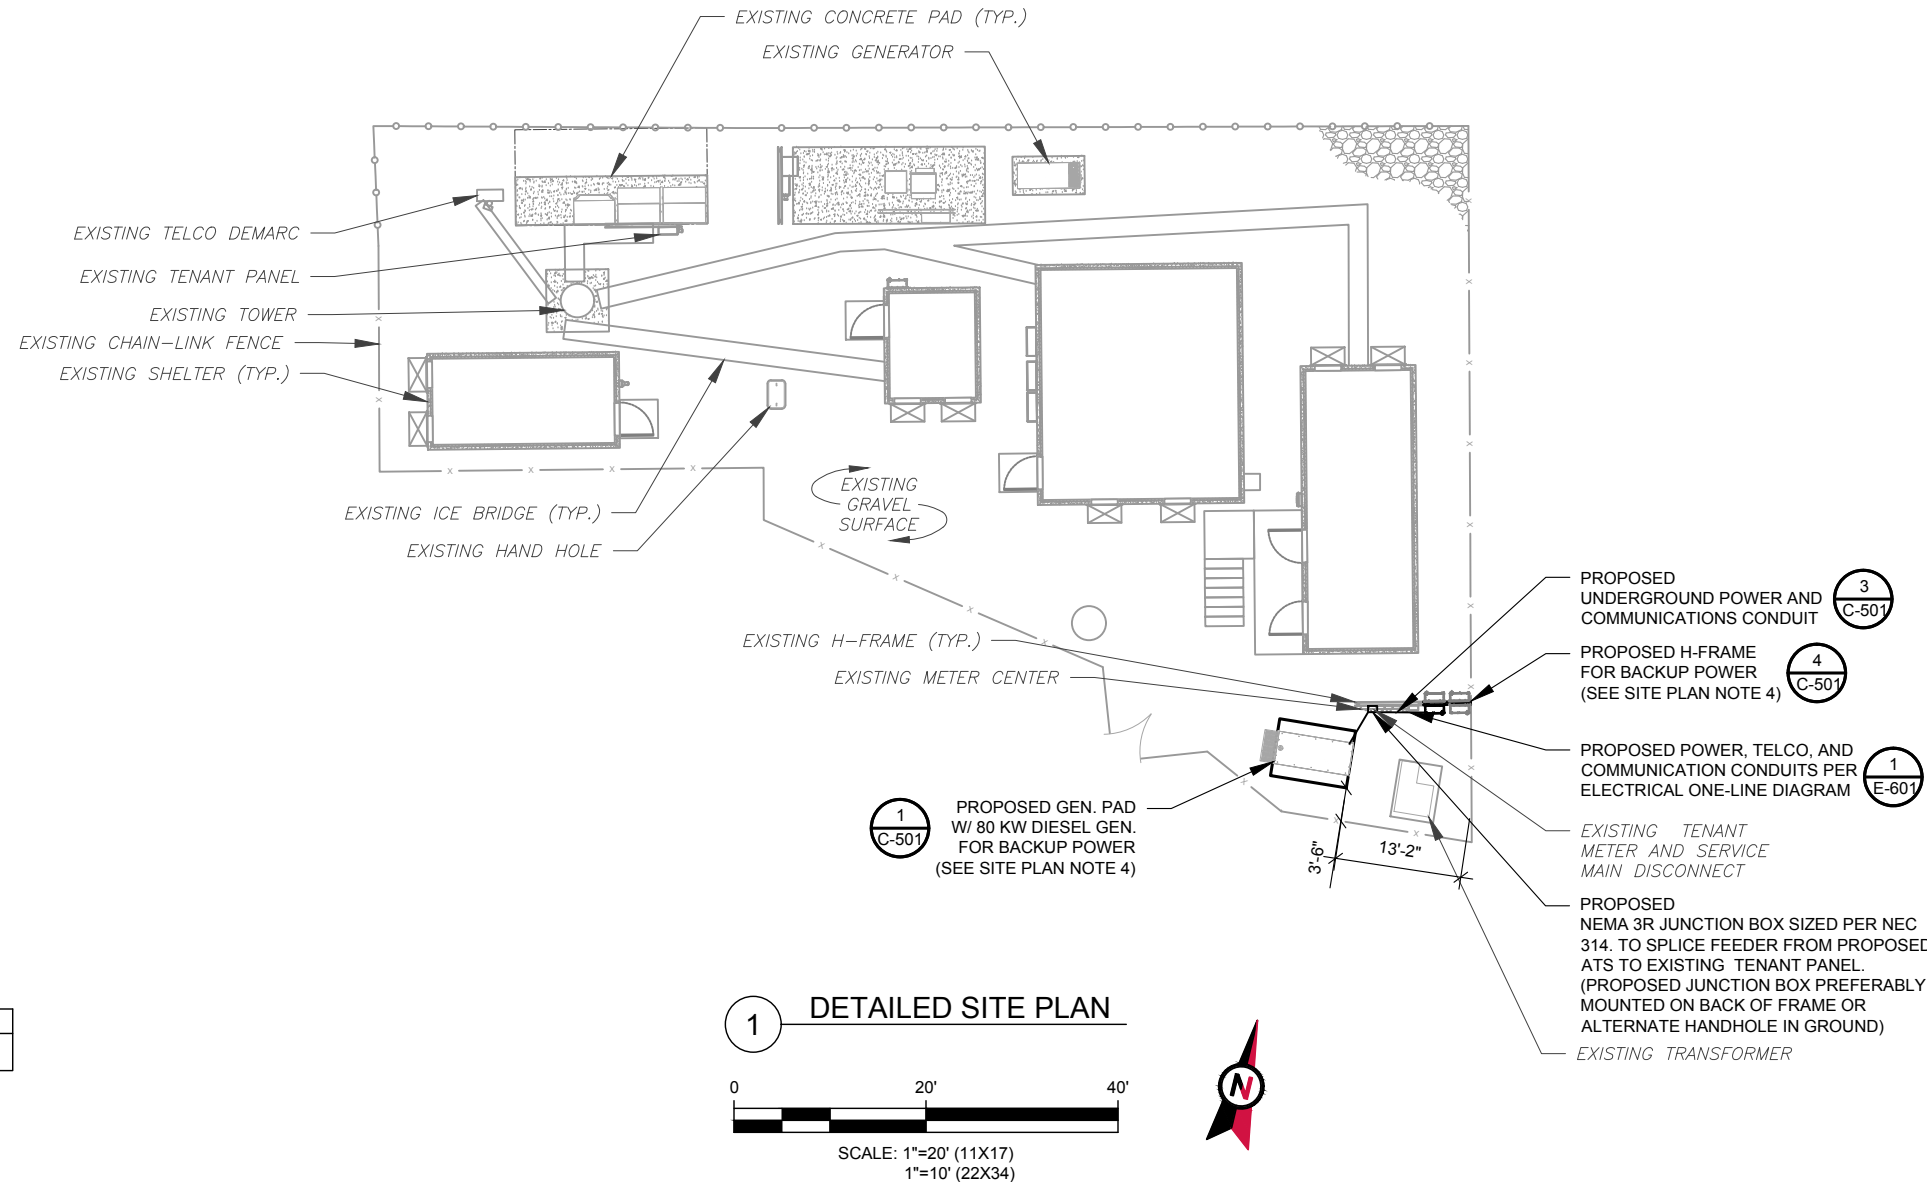 EXISTING CONCRETE PAD (TYP.)
EXISTING GENERATOR
EXISTING TELCO DEMARC
EXISTING TENANT PANEL
EXISTING TOWER
EXISTING CHAIN-LINK FENCE
EXISTING SHELTER (TYP.)
EXISTING ICE BRIDGE (TYP.)
EXISTING HAND HOLE
EXISTING
GRAVEL
SURFACE
EXISTING H-FRAME (TYP.)
EXISTING METER CENTER
PROPOSED
UNDERGROUND POWER AND
COMMUNICATIONS CONDUIT
3
C-501
PROPOSED H-FRAME
FOR BACKUP POWER
(SEE SITE PLAN NOTE 4)
4
C-501
PROPOSED POWER, TELCO, AND
COMMUNICATION CONDUITS PER
ELECTRICAL ONE-LINE DIAGRAM
1
E-601
1
C-501
PROPOSED GEN. PAD
W/ 80 KW DIESEL GEN.
FOR BACKUP POWER
(SEE SITE PLAN NOTE 4)
3'-6"
13'-2"
EXISTING TENANT
METER AND SERVICE
MAIN DISCONNECT
PROPOSED
NEMA 3R JUNCTION BOX SIZED PER NEC
314. TO SPLICE FEEDER FROM PROPOSED
ATS TO EXISTING TENANT PANEL.
(PROPOSED JUNCTION BOX PREFERABLY
MOUNTED ON BACK OF FRAME OR
ALTERNATE HANDHOLE IN GROUND)
EXISTING TRANSFORMER
1
DETAILED SITE PLAN
0 20' 40'
SCALE: 1"=20' (11X17)
1"=10' (22X34)
N